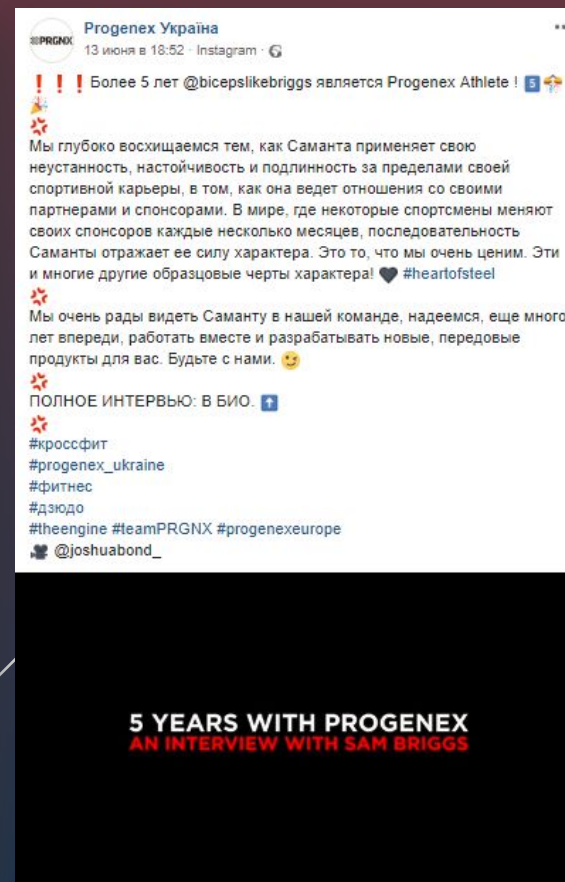 PRGNX
Progenex Україна
13 июня в 18:52 · Instagram ·
❗❗❗Более 5 лет @bicepslikebriggs является Progenex Athlete ! 5️⃣🎊
🎉
💢
Мы глубоко восхищаемся тем, как Саманта применяет свою
неустанность, настойчивость и подлинность за пределами своей
спортивной карьеры, в том, как она ведет отношения со своими
партнерами и спонсорами. В мире, где некоторые спортсмены меняют
своих спонсоров каждые несколько месяцев, последовательность
Саманты отражает ее силу характера. Это то, что мы очень ценим. Эти
и многие другие образцовые черты характера! 🖤 #heartofsteel
💢
Мы очень рады видеть Саманту в нашей команде, надеемся, еще много
лет впереди, работать вместе и разрабатывать новые, передовые
продукты для вас. Будьте с нами. 😉
💢
ПОЛНОЕ ИНТЕРВЬЮ: В БИО. ⬆️
💢
#кроссфит
#progenex_ukraine
#фитнес
#дзюдо
#theengine #teamPRGNX #progenexeurope
🎥 @joshuabond_
5 YEARS WITH PROGENEX
AN INTERVIEW WITH SAM BRIGGS